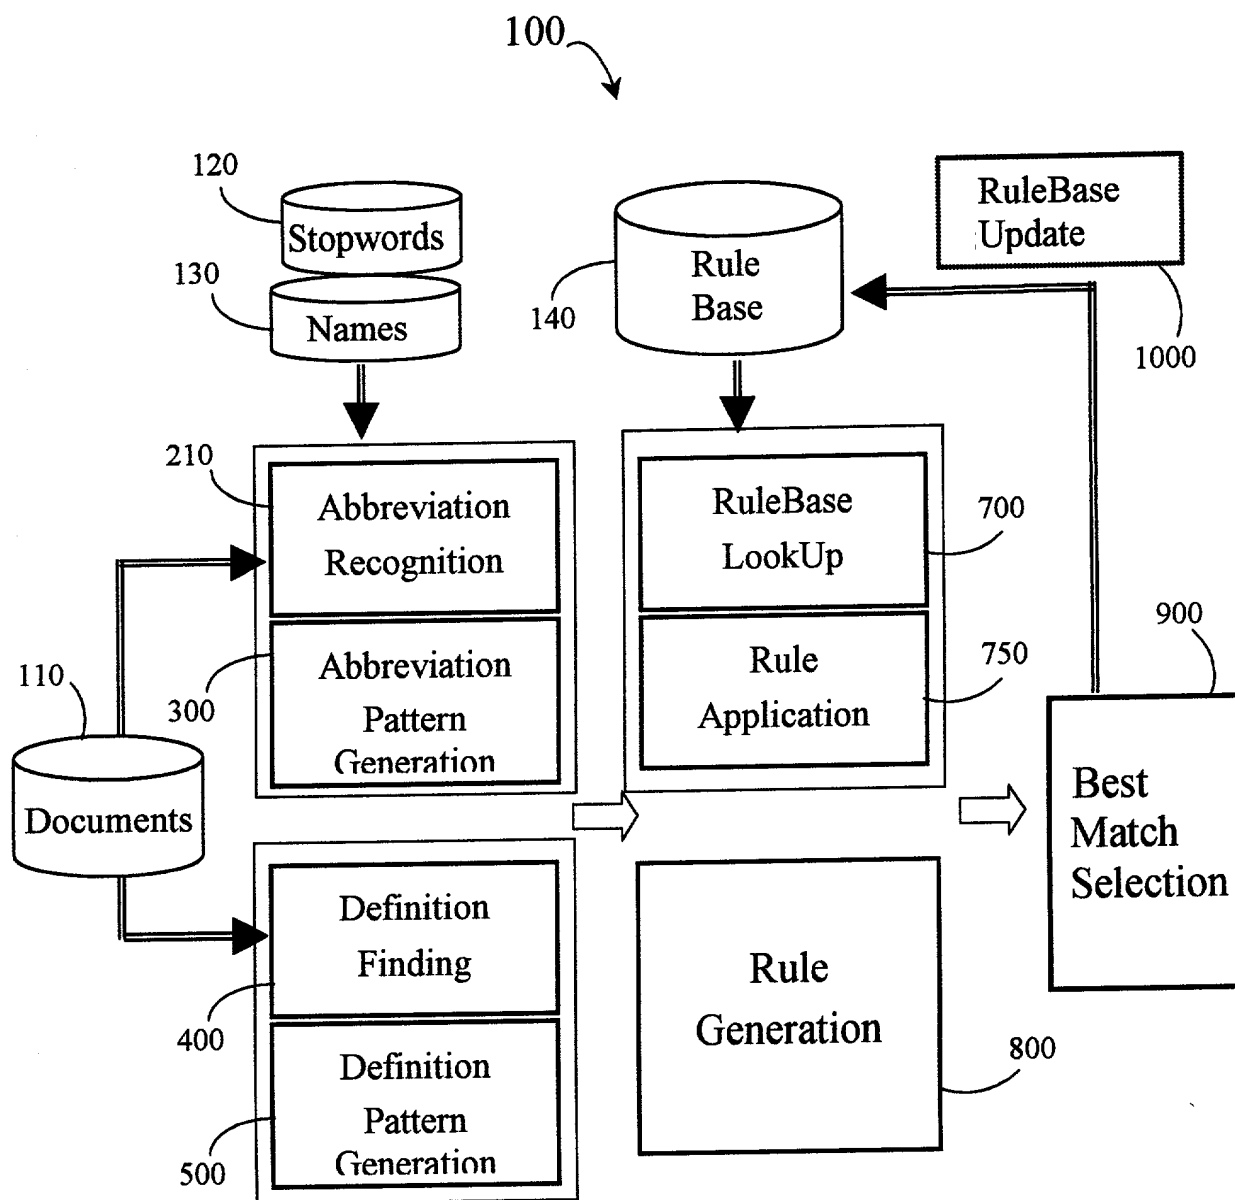 100
120
Stopwords
130
Names
140
Rule
Base
RuleBase
Update
1000
210
Abbreviation
Recognition
300
Abbreviation
Pattern
Generation
110
Documents
RuleBase
LookUp
700
Rule
Application
750
900
Best
Match
Selection
400
Definition
Finding
500
Definition
Pattern
Generation
Rule
Generation
800